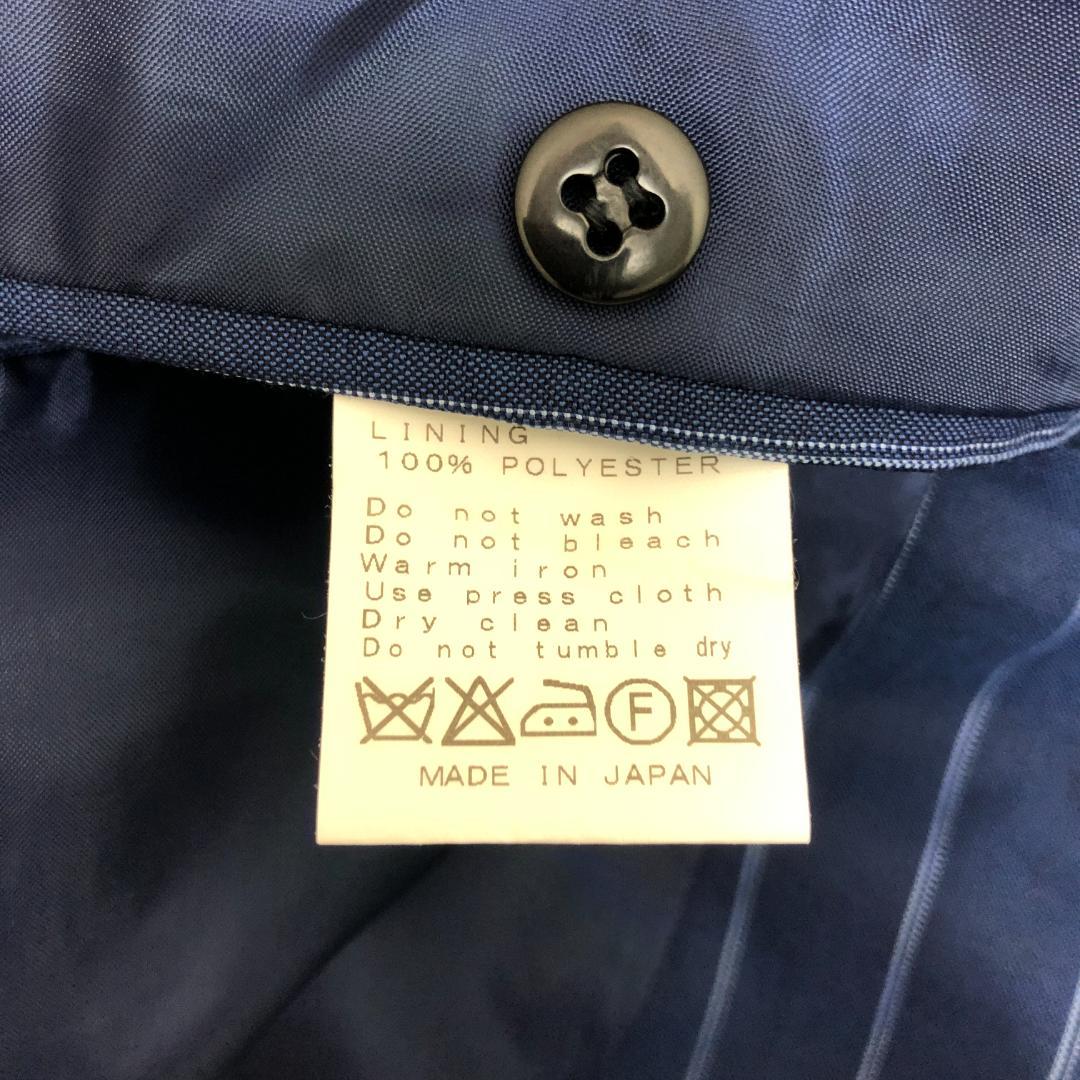 LINING
100% POLYESTER
Do not wash
Do not bleach
Warm iron
Use press cloth
Dry clean
Do not tumble dry
F
MADE IN JAPAN